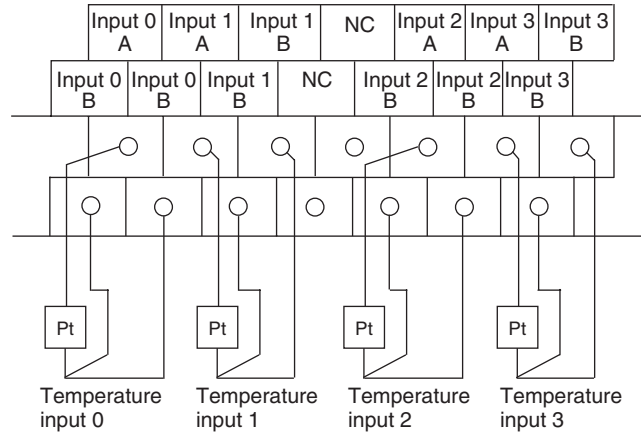 Input 0 Input 1 Input 1 NC Input 2 Input 3 Input 3
A A B A A B
Input 0 Input 0 Input 1 NC Input 2 Input 2 Input 3
B B B B B B
Pt Pt Pt Pt
Temperature Temperature Temperature Temperature
input 0 input 1 input 2 input 3